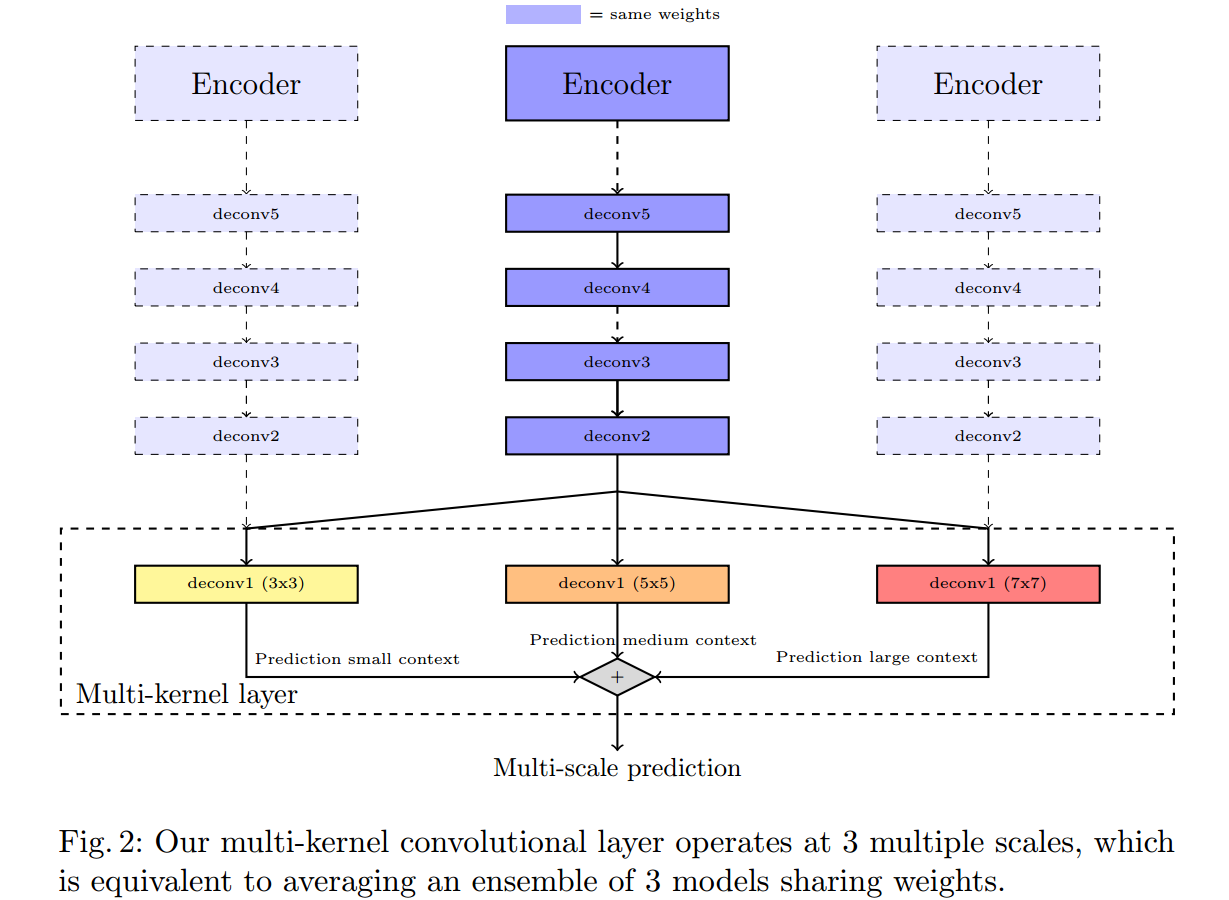 = same weights
Encoder Encoder Encoder
deconv5 deconv5 deconv5
deconv4 deconv4 deconv4
deconv3 deconv3 deconv3
deconv2 deconv2 deconv2
deconv1 (3x3) deconv1 (5x5) deconv1 (7x7)
Prediction medium context
Prediction small context Prediction large context
+
Multi-kernel layer
Multi-scale prediction
Fig. 2: Our multi-kernel convolutional layer operates at 3 multiple scales, which
is equivalent to averaging an ensemble of 3 models sharing weights.